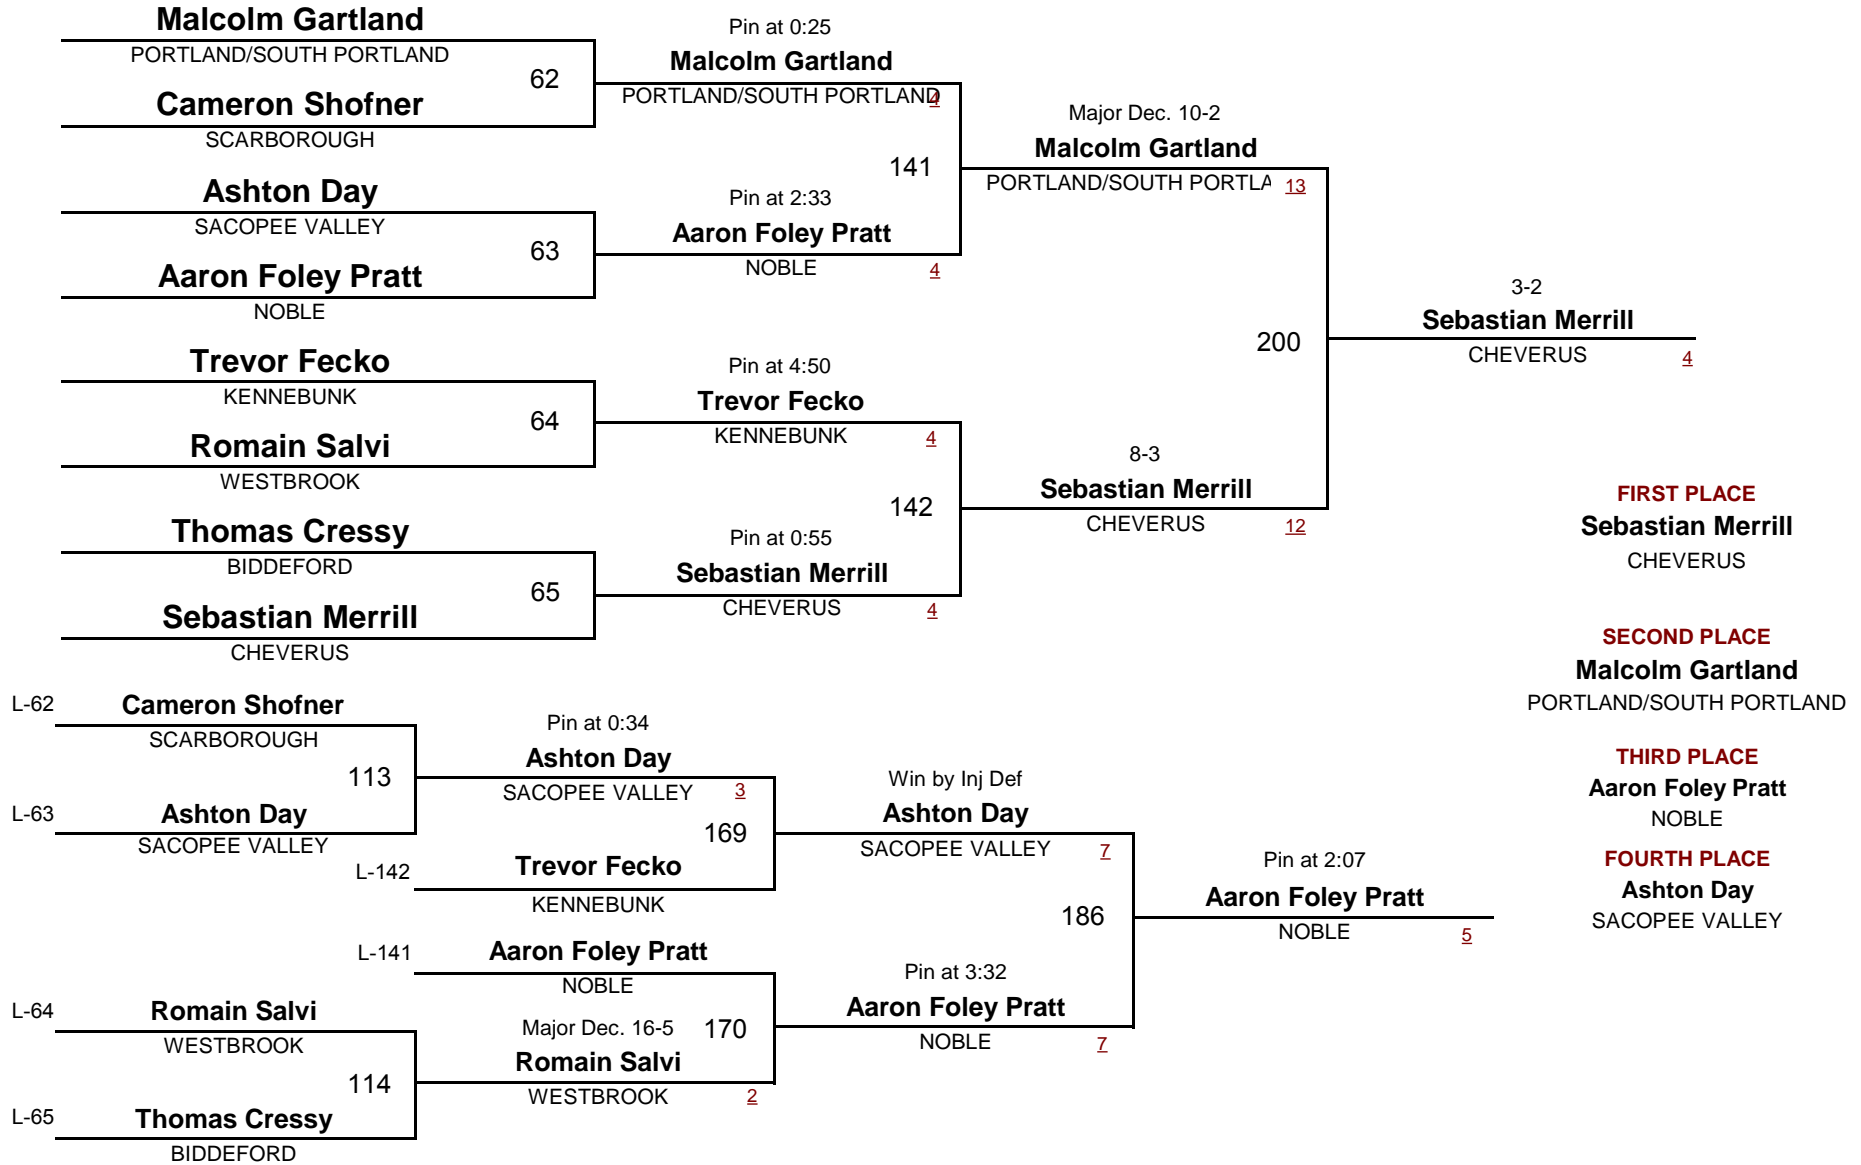 Malcolm Gartland
PORTLAND/SOUTH PORTLAND
62
Cameron Shofner
SCARBOROUGH
Ashton Day
SACOPEE VALLEY
63
Aaron Foley Pratt
NOBLE
Trevor Fecko
KENNEBUNK
64
Romain Salvi
WESTBROOK
Thomas Cressy
BIDDEFORD
65
Sebastian Merrill
CHEVERUS
Pin at 0:25
Malcolm Gartland
PORTLAND/SOUTH PORTLAND 4
141
Pin at 2:33
Aaron Foley Pratt
NOBLE 4
Pin at 4:50
Trevor Fecko
KENNEBUNK 4
142
Pin at 0:55
Sebastian Merrill
CHEVERUS 4
Major Dec. 10-2
Malcolm Gartland
PORTLAND/SOUTH PORTLA 13
200
8-3
Sebastian Merrill
CHEVERUS 12
3-2
Sebastian Merrill
CHEVERUS 4
FIRST PLACE
Sebastian Merrill
CHEVERUS
SECOND PLACE
Malcolm Gartland
PORTLAND/SOUTH PORTLAND
THIRD PLACE
Aaron Foley Pratt
NOBLE
FOURTH PLACE
Ashton Day
SACOPEE VALLEY
L-62 Cameron Shofner
SCARBOROUGH
113
L-63 Ashton Day
SACOPEE VALLEY
Pin at 0:34
Ashton Day
SACOPEE VALLEY 3
169
L-142 Trevor Fecko
KENNEBUNK
L-141 Aaron Foley Pratt
NOBLE
170
Major Dec. 16-5
Romain Salvi
WESTBROOK 2
L-64 Romain Salvi
WESTBROOK
114
L-65 Thomas Cressy
BIDDEFORD
Win by Inj Def
Ashton Day
SACOPEE VALLEY 7
186
Pin at 3:32
Aaron Foley Pratt
NOBLE 7
Pin at 2:07
Aaron Foley Pratt
NOBLE 5